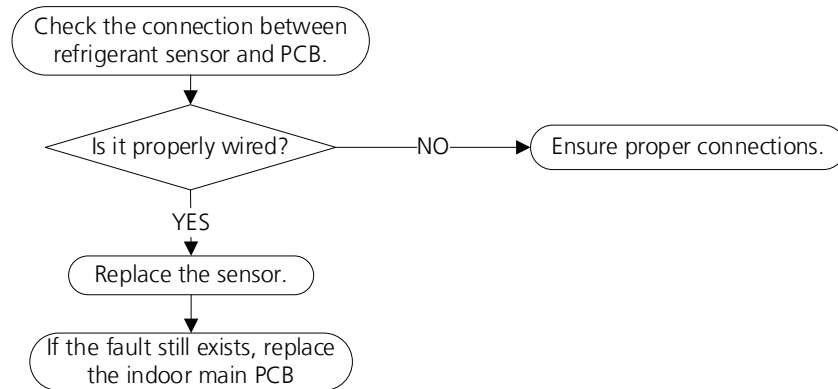 Check the connection between
refrigerant sensor and PCB.
Is it properly wired?
NO
Ensure proper connections.
YES
Replace the sensor.
If the fault still exists, replace
the indoor main PCB